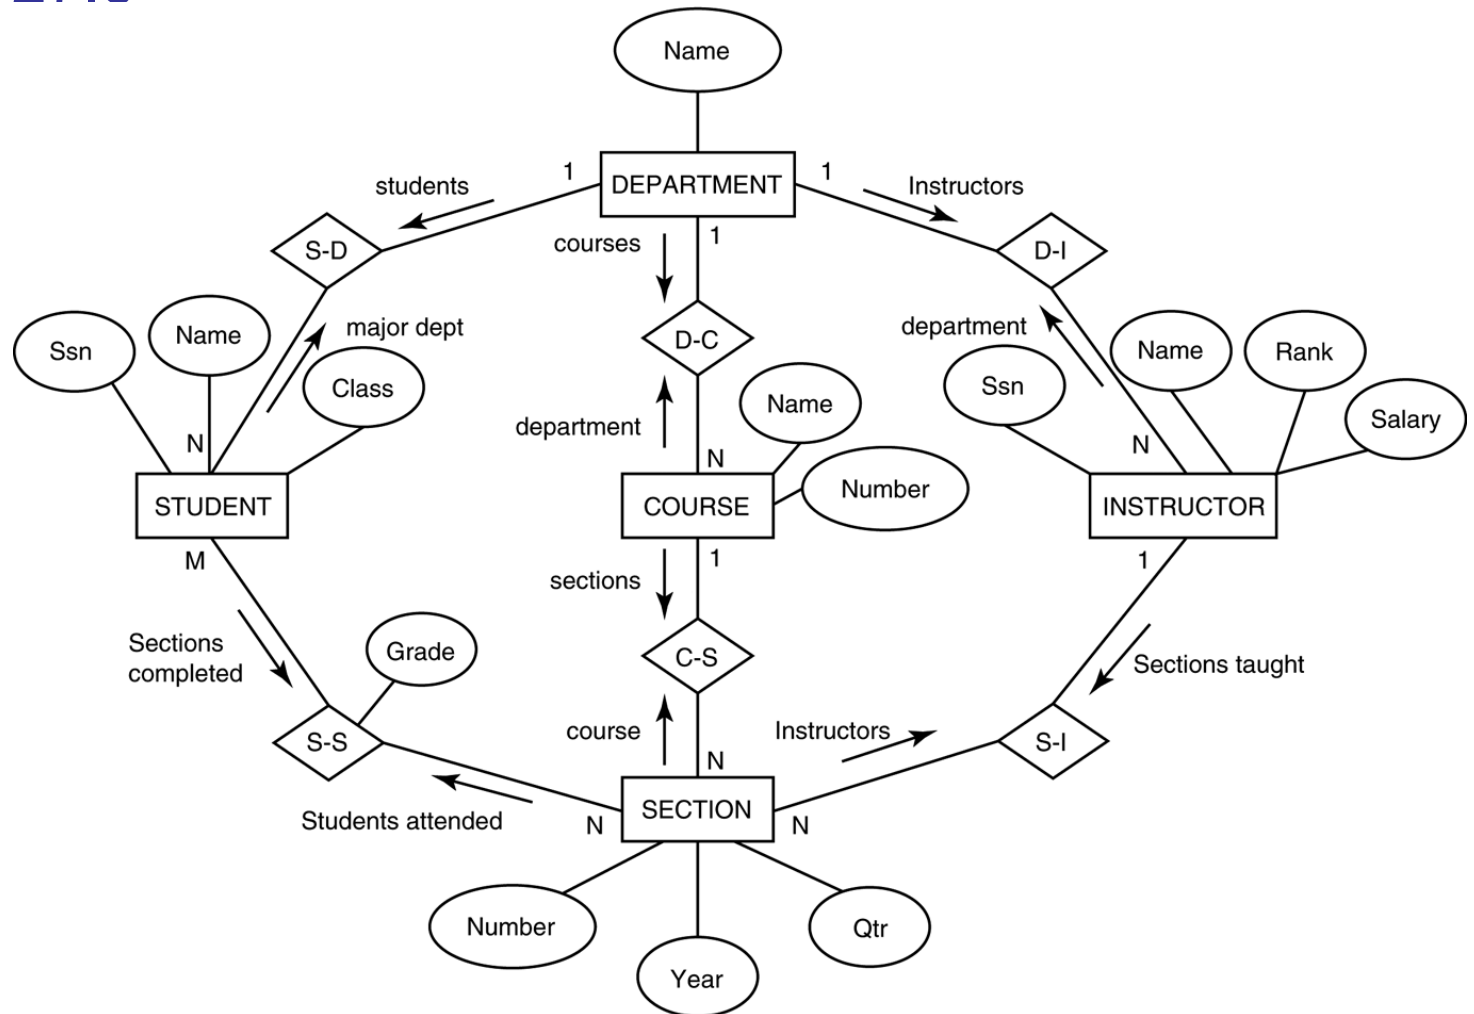 Name
DEPARTMENT
1
1
students
Instructors
1
courses
S-D
D-I
D-C
major dept
department
Ssn
Name
Class
Name
Ssn
Name
Rank
Salary
department
N
N
N
Number
STUDENT
COURSE
INSTRUCTOR
M
1
1
sections
Sections
completed
Grade
C-S
Sections taught
S-S
course
Instructors
S-I
N
Students attended
SECTION
N
N
Number
Year
Qtr